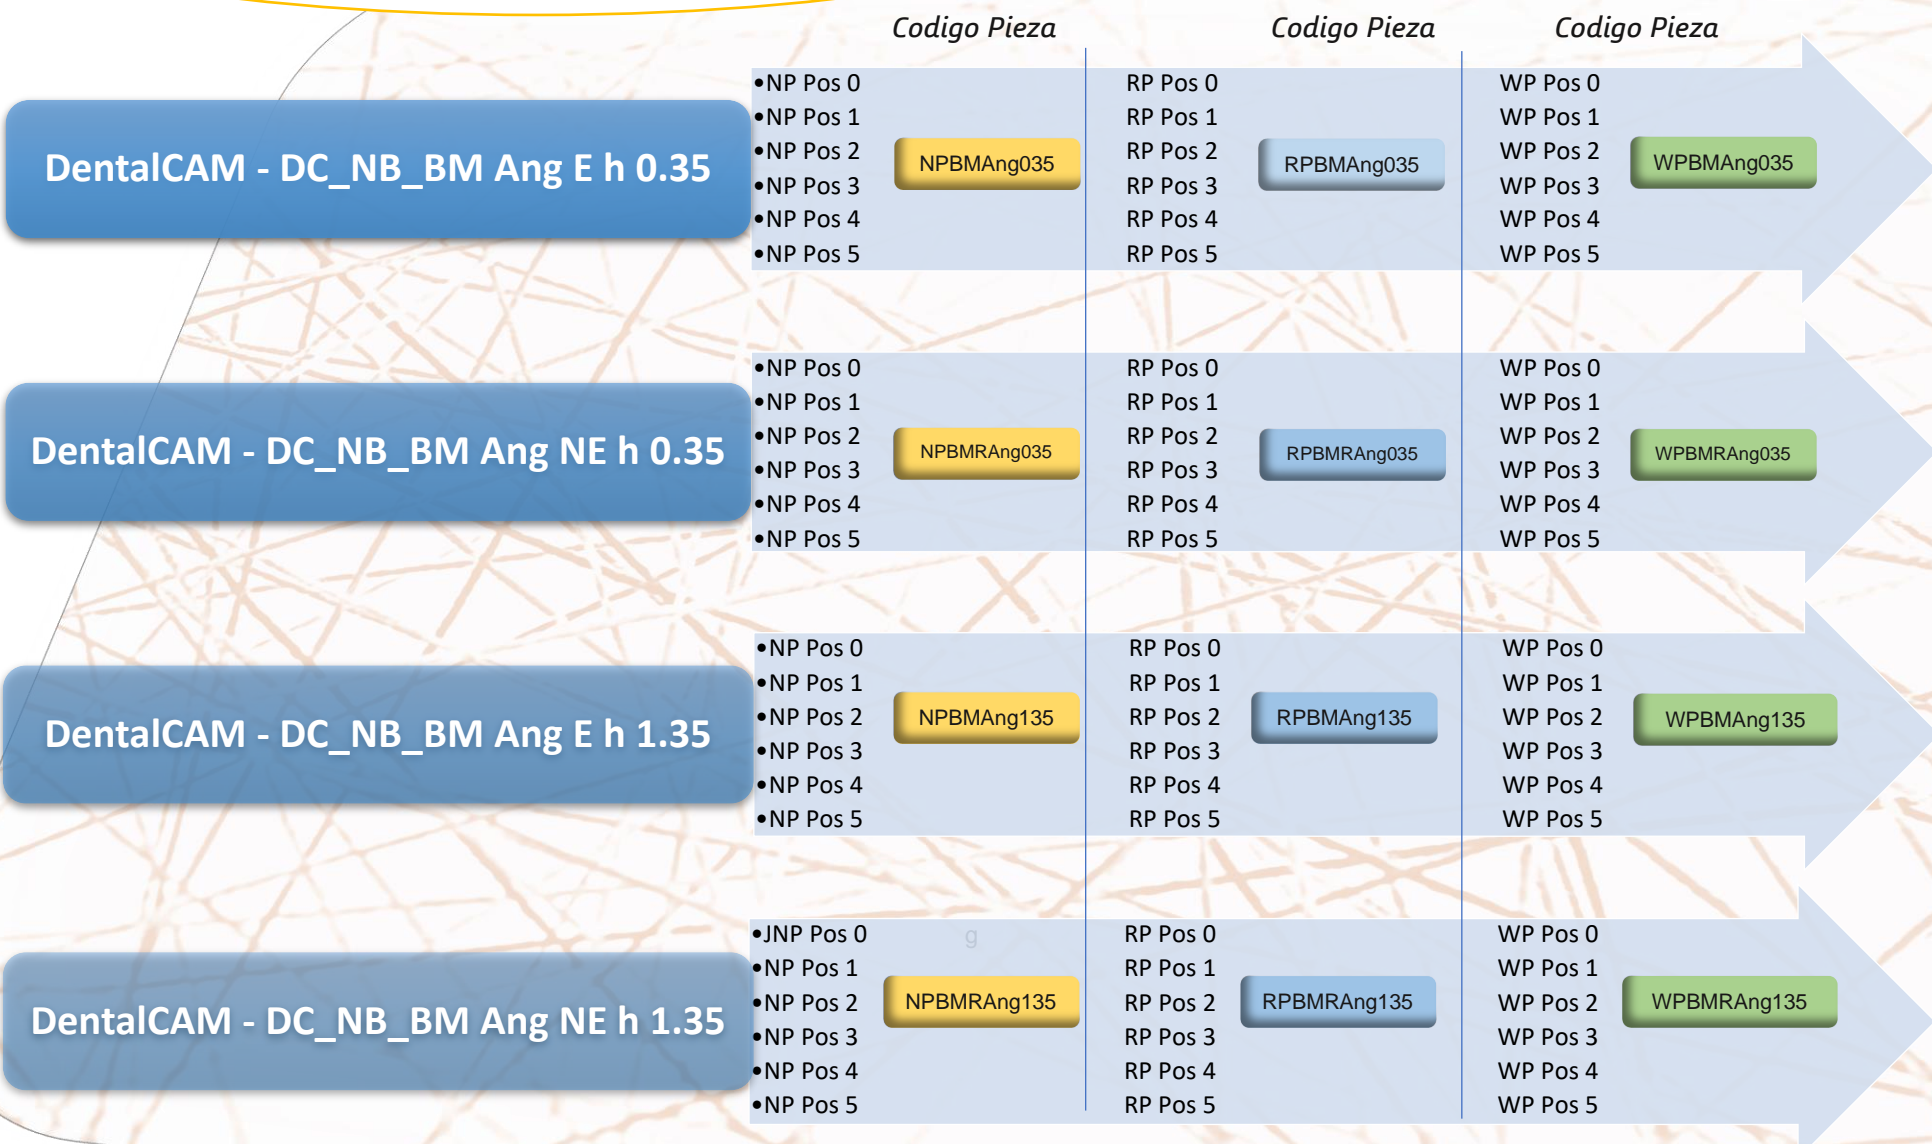 Codigo Pieza
Codigo Pieza
Codigo Pieza
DentalCAM - DC_NB_BM Ang E h 0.35
•NP Pos 0
•NP Pos 1
•NP Pos 2
•NP Pos 3
•NP Pos 4
•NP Pos 5
NPBMAng035
RP Pos 0
RP Pos 1
RP Pos 2
RP Pos 3
RP Pos 4
RP Pos 5
RPBMAng035
WP Pos 0
WP Pos 1
WP Pos 2
WP Pos 3
WP Pos 4
WP Pos 5
WPBMAng035
DentalCAM - DC_NB_BM Ang NE h 0.35
•NP Pos 0
•NP Pos 1
•NP Pos 2
•NP Pos 3
•NP Pos 4
•NP Pos 5
NPBMRAng035
RP Pos 0
RP Pos 1
RP Pos 2
RP Pos 3
RP Pos 4
RP Pos 5
RPBMRAng035
WP Pos 0
WP Pos 1
WP Pos 2
WP Pos 3
WP Pos 4
WP Pos 5
WPBMRAng035
DentalCAM - DC_NB_BM Ang E h 1.35
•NP Pos 0
•NP Pos 1
•NP Pos 2
•NP Pos 3
•NP Pos 4
•NP Pos 5
NPBMAng135
RP Pos 0
RP Pos 1
RP Pos 2
RP Pos 3
RP Pos 4
RP Pos 5
RPBMAng135
WP Pos 0
WP Pos 1
WP Pos 2
WP Pos 3
WP Pos 4
WP Pos 5
WPBMAng135
DentalCAM - DC_NB_BM Ang NE h 1.35
•JNP Pos 0
•NP Pos 1
•NP Pos 2
•NP Pos 3
•NP Pos 4
•NP Pos 5
g
NPBMRAng135
RP Pos 0
RP Pos 1
RP Pos 2
RP Pos 3
RP Pos 4
RP Pos 5
RPBMRAng135
WP Pos 0
WP Pos 1
WP Pos 2
WP Pos 3
WP Pos 4
WP Pos 5
WPBMRAng135